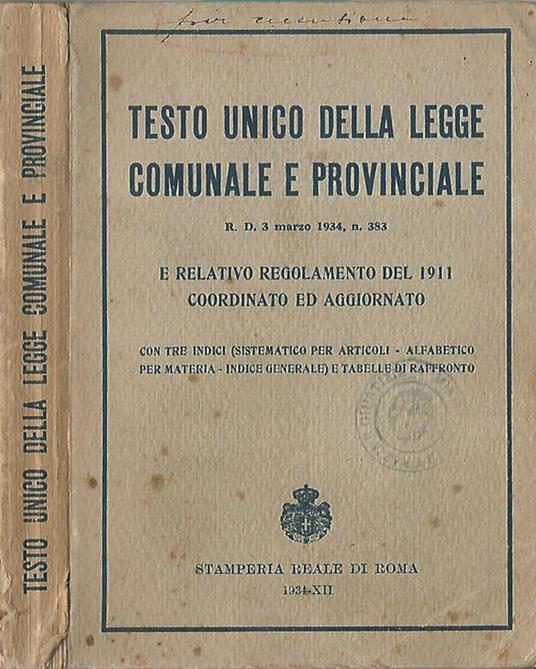 per recensione
TESTO UNICO DELLA LEGGE COMUNALE E PROVINCIALE
TESTO UNICO DELLA LEGGE
COMUNALE E PROVINCIALE
R. D. 3 marzo 1934, n. 383
E RELATIVO REGOLAMENTO DEL 1911
COORDINATO ED AGGIORNATO
CON TRE INDICI (SISTEMATICO PER ARTICOLI - ALFABETICO
PER MATERIA - INDICE GENERALE) E TABELLE DI RAFFRONTO
STAMPERIA REALE DI ROMA
1934-XII